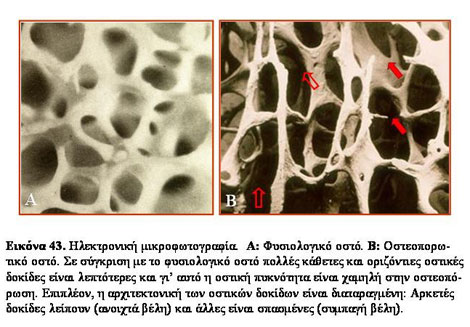 Α Β
Εικόνα 43. Ηλεκτρονική μικροφωτογραφία. Α: Φυσιολογικό οστό. Β: Οστεοπορω-
τικό οστό. Σε σύγκριση με το φυσιολογικό οστό πολλές κάθετες και οριζόντιες οστικές
δοκίδες είναι λεπτότερες και γι’ αυτό η οστική πυκνότητα είναι χαμηλή στην οστεοπό-
ρωση. Επιπλέον, η αρχιτεκτονική των οστικών δοκίδων είναι διαταραγμένη: Αρκετές
δοκίδες λείπουν (ανοιχτά βέλη) και άλλες είναι σπασμένες (συμπαγή βέλη).